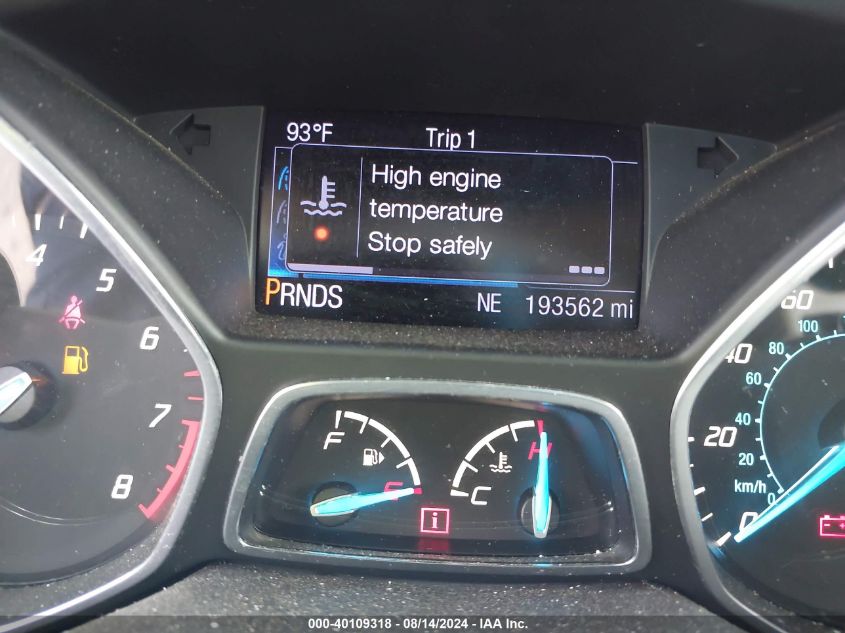 93°F Trip 1
High engine
temperature
Stop safely
PRNDS NE 193562 mi
4
5
6
7
8
F
E
C
H
i
60
40
20
0
100
80
60
40
20
0
km/h
000-40109318 - 08/14/2024 - IAA Inc.